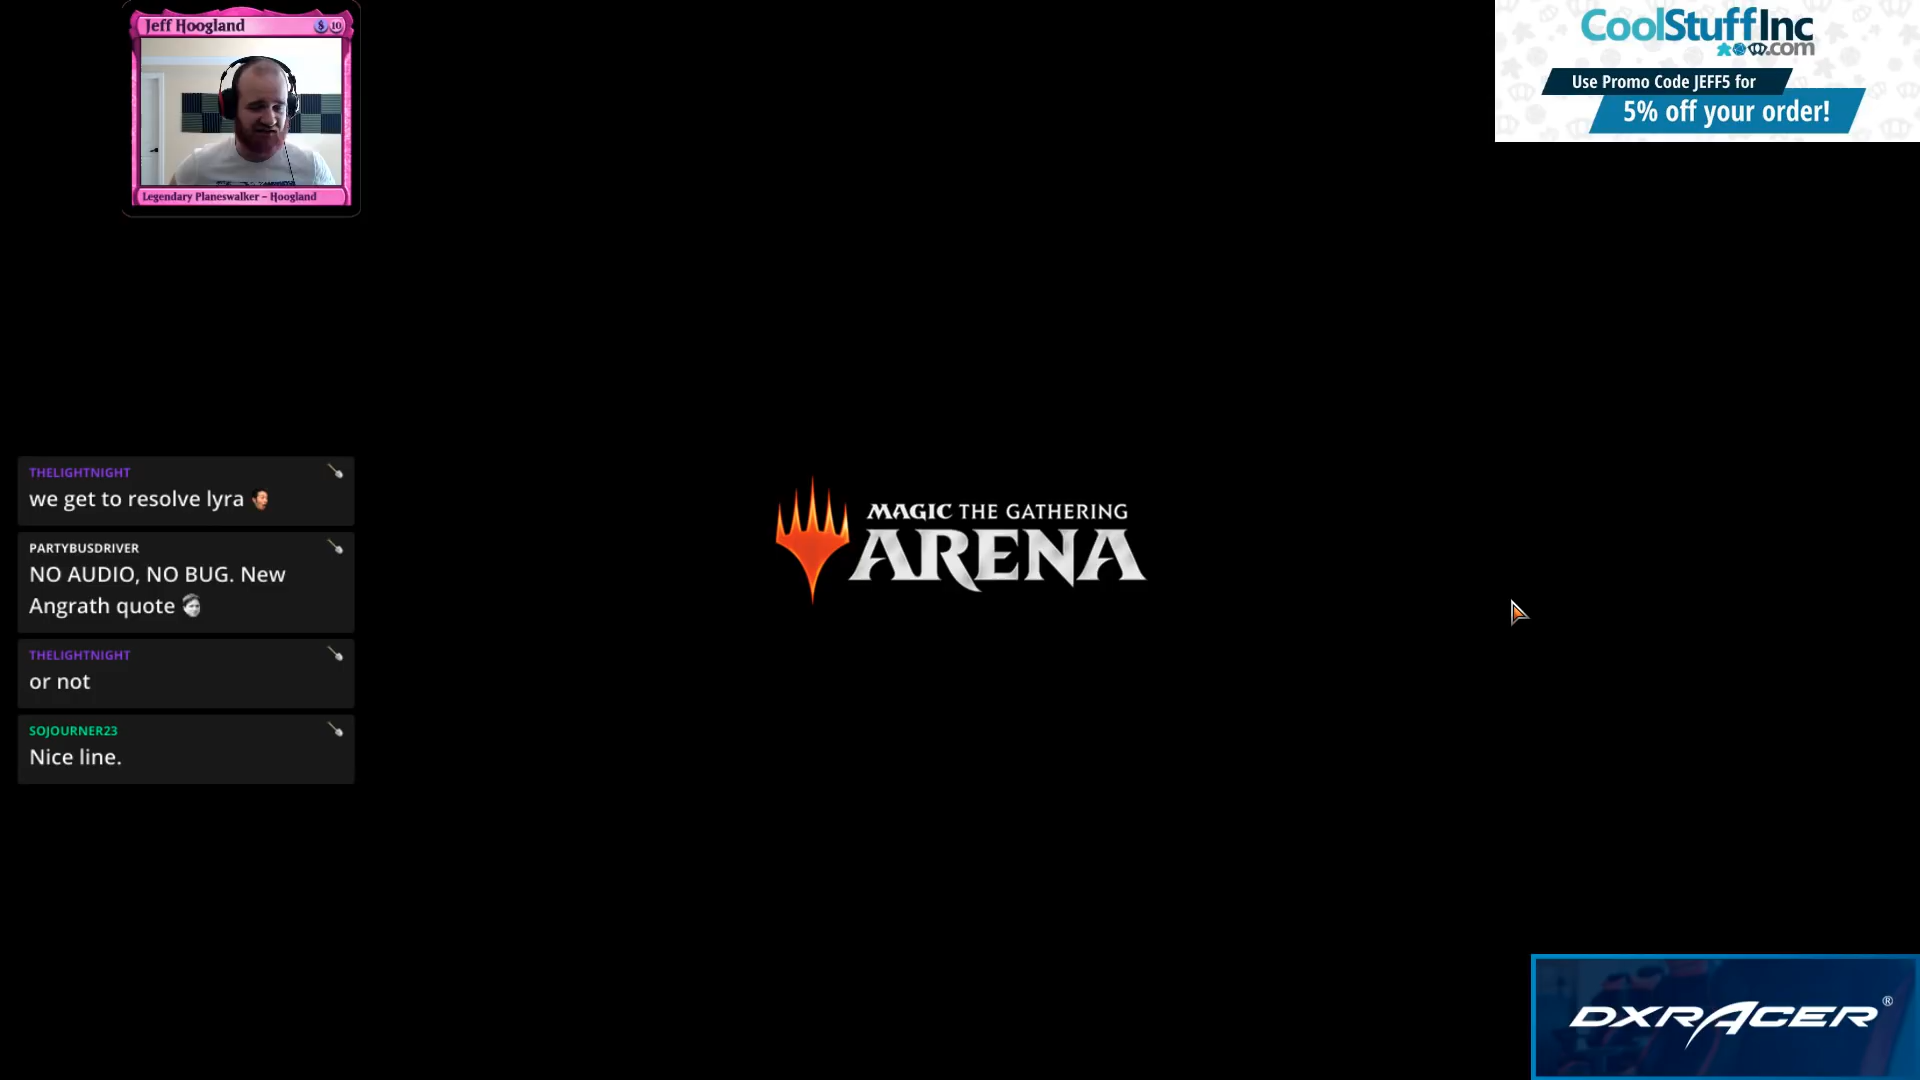 Jeff Hoogland
8 10
Legendary Planeswalker - Hoogland
CoolStuffInc
.com
Use Promo Code JEFF5 for
5% off your order!
THELIGHTNIGHT
we get to resolve lyra
PARTYBUSDRIVER
NO AUDIO, NO BUG. New
Angrath quote
THELIGHTNIGHT
or not
SOJOURNER23
Nice line.
MAGIC THE GATHERING
ARENA
DXRACER®